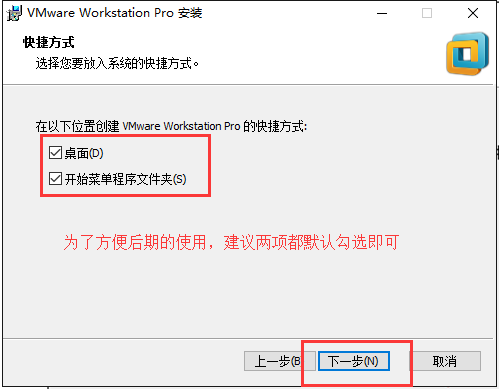 VMware Workstation Pro 安装
快捷方式
选择您要放入系统的快捷方式。
在以下位置创建 VMware Workstation Pro 的快捷方式:
桌面(D)
开始菜单程序文件夹(S)
为了方便后期的使用，建议两项都默认勾选即可
上一步(B 下一步(N) 取消